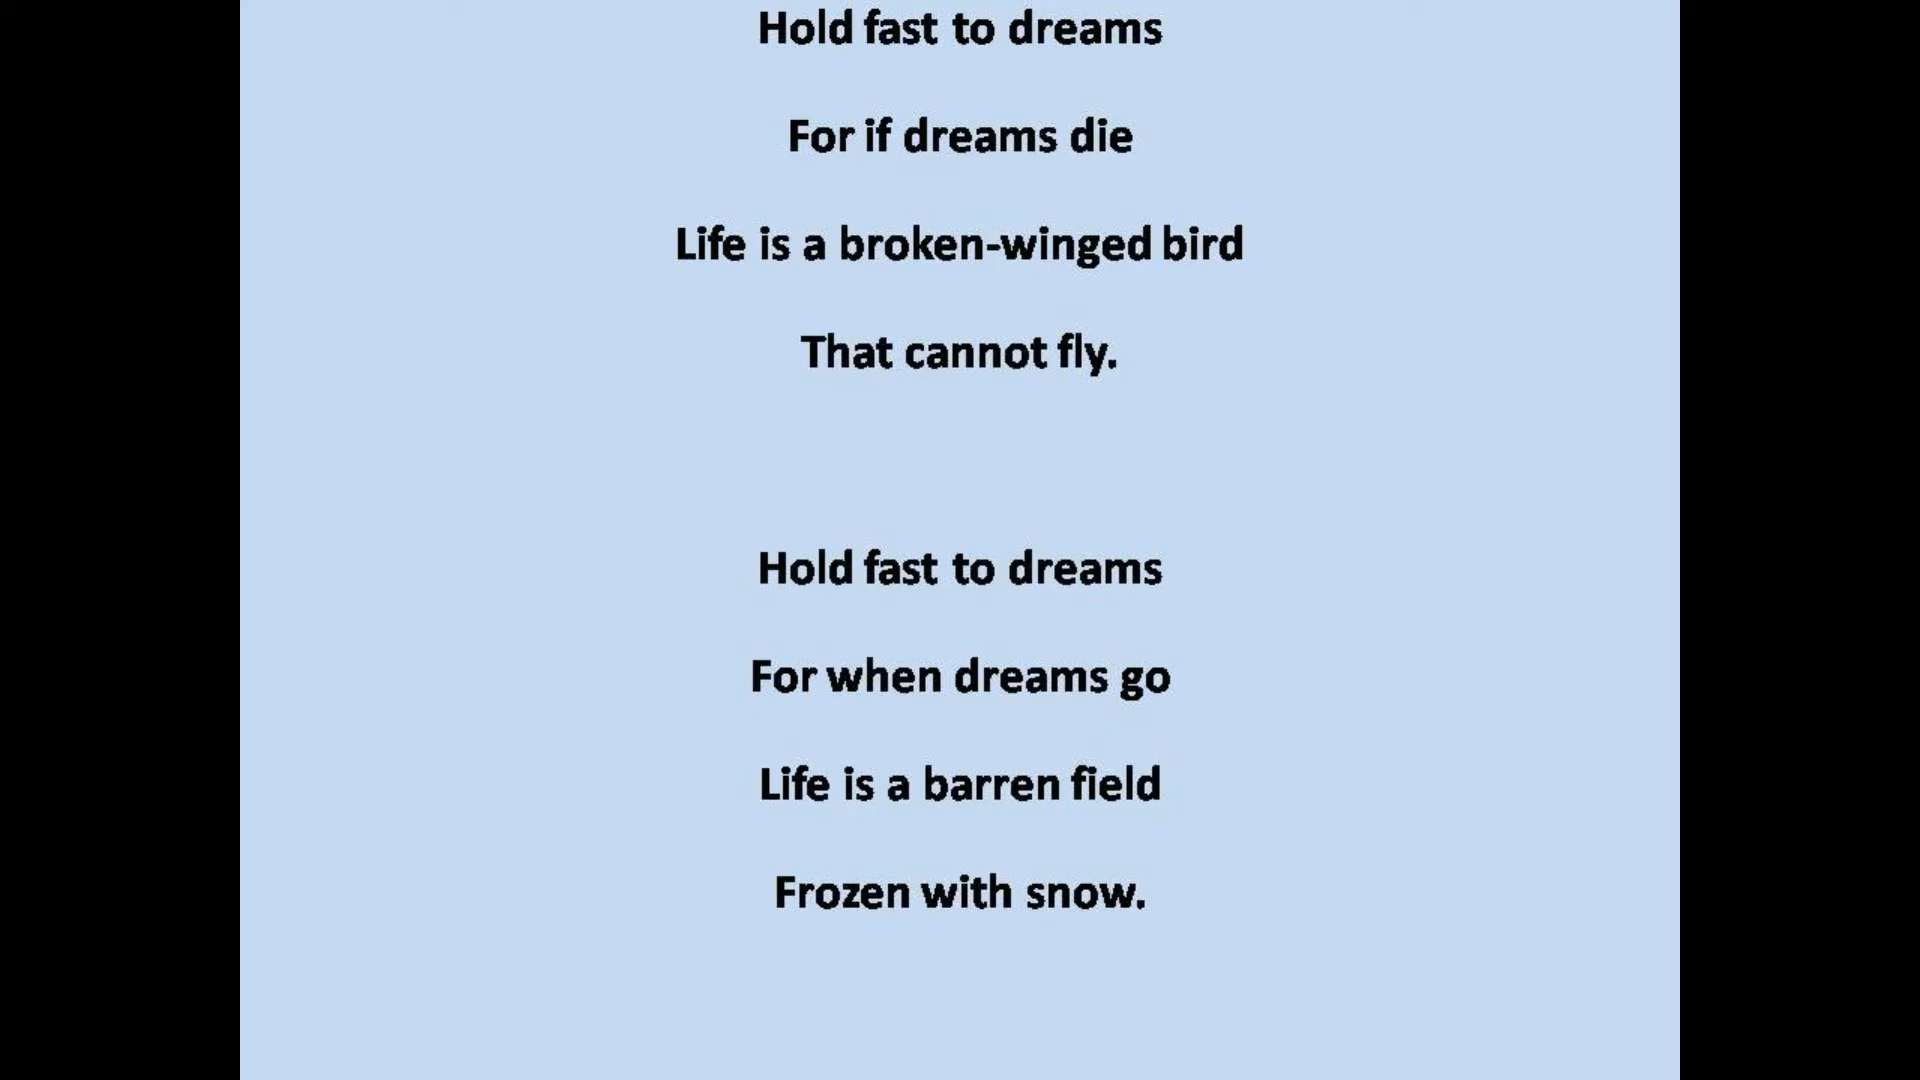 Hold fast to dreams
For if dreams die
Life is a broken-winged bird
That cannot fly.
Hold fast to dreams
For when dreams go
Life is a barren field
Frozen with snow.